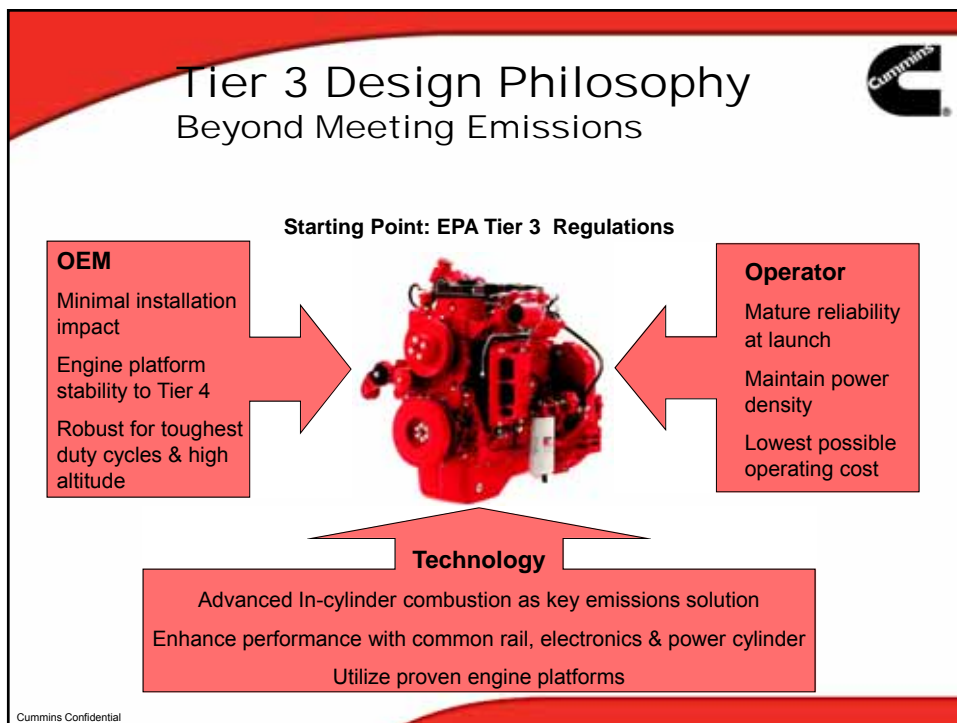 Tier 3 Design Philosophy
Beyond Meeting Emissions
Cummins
®
Starting Point: EPA Tier 3 Regulations
OEM
Minimal installation
impact
Engine platform
stability to Tier 4
Robust for toughest
duty cycles & high
altitude
Operator
Mature reliability
at launch
Maintain power
density
Lowest possible
operating cost
Technology
Advanced In-cylinder combustion as key emissions solution
Enhance performance with common rail, electronics & power cylinder
Utilize proven engine platforms
Cummins Confidential